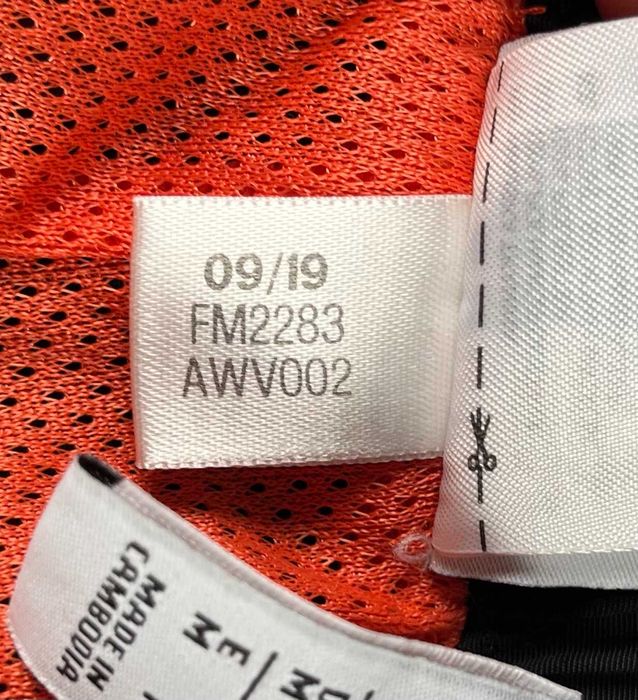 09/19
FM2283
AWV002
MADE IN
CAMBODIA
E
M
D
M